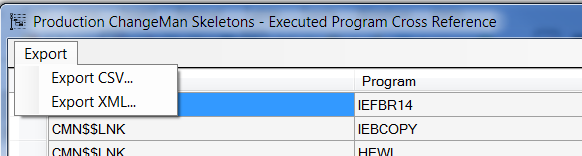 Production ChangeMan Skeletons - Executed Program Cross Reference
Export
Export CSV...
Program
Export XML...
IEFBR14
CMN$$LNK
IEBCOPY
CMN$$LNK
HEWL